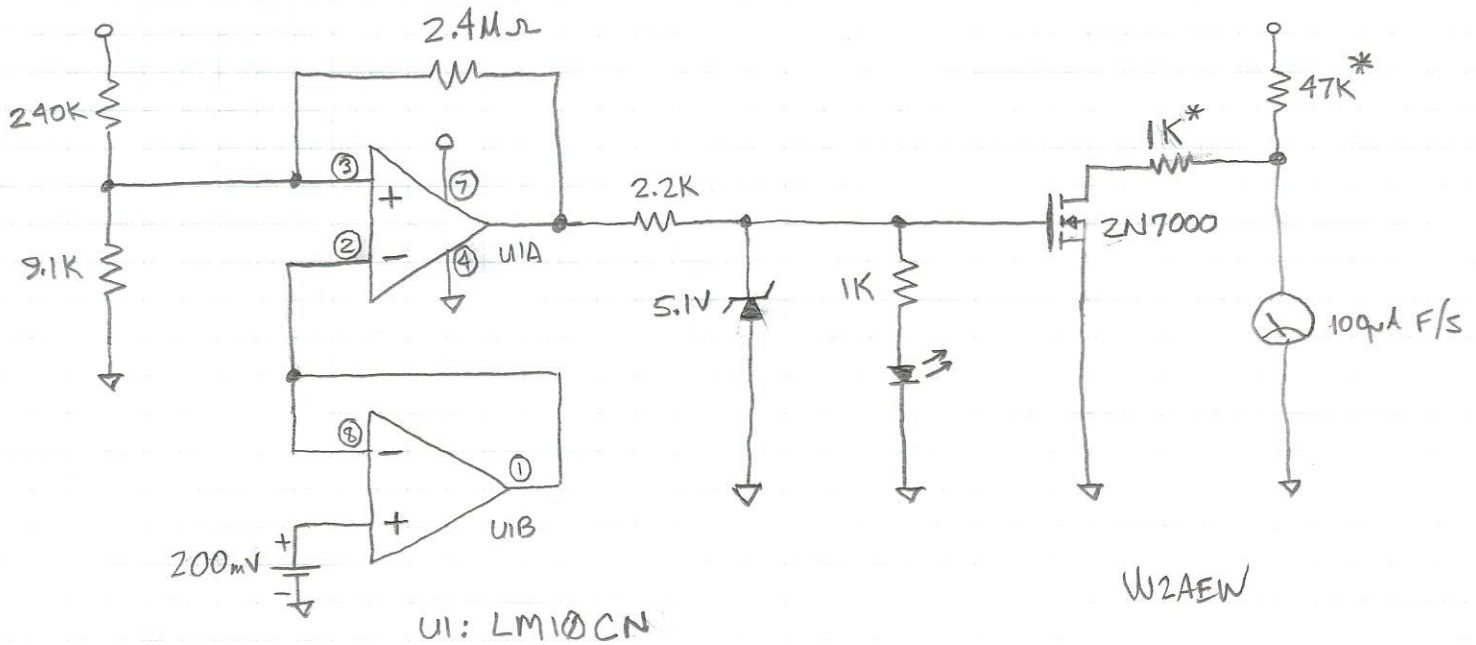 2.4MΩ
240K
47K*
1K*
③
⑦
+
2.2K
2N7000
②
−
④
U1A
9.1K
5.1V
1K
100μA F/S
⑧
−
①
+
U1B
+
200mV
−
W2AEW
U1: LM10CN